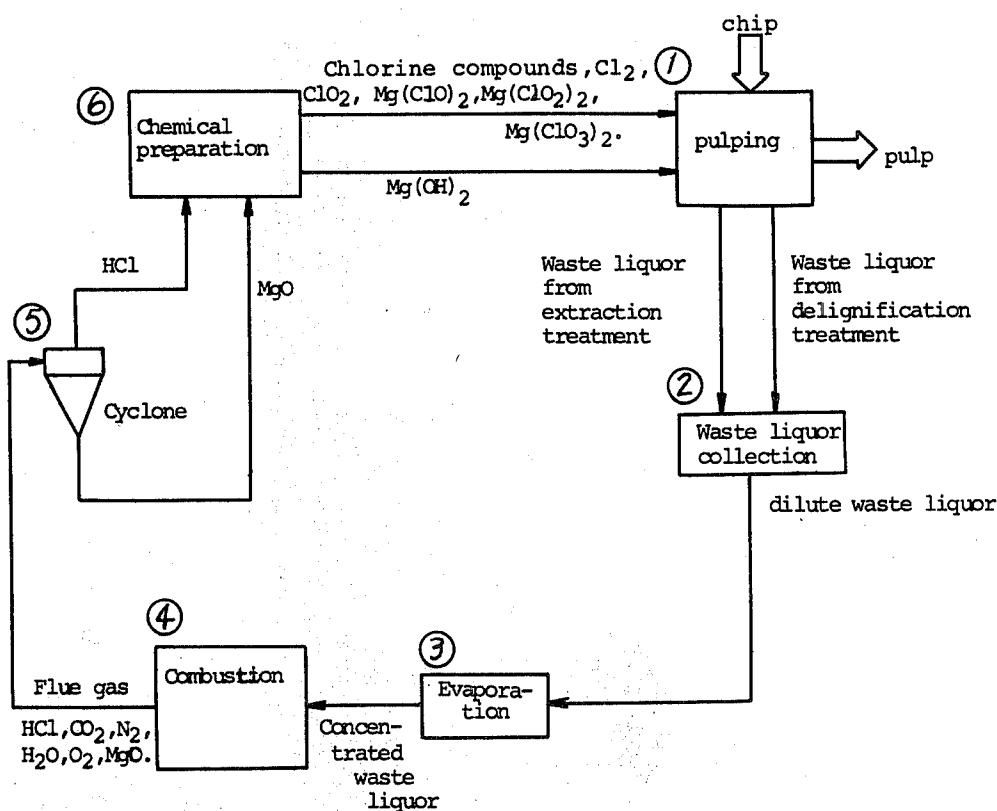 chip
Chlorine compounds, Cl2, ①
ClO2, Mg(ClO)2, Mg(ClO2)2,
Mg(ClO3)2.
⑥
Chemical
preparation
pulping
pulp
Mg(OH)2
HCl
MgO
Waste liquor
from
extraction
treatment
Waste liquor
from
delignification
treatment
⑤
Cyclone
②
Waste liquor
collection
dilute waste liquor
④
Combustion
③
Evapora-
tion
Flue gas
HCl,CO2,N2,
H2O,O2,MgO.
Concen-
trated
waste
liquor